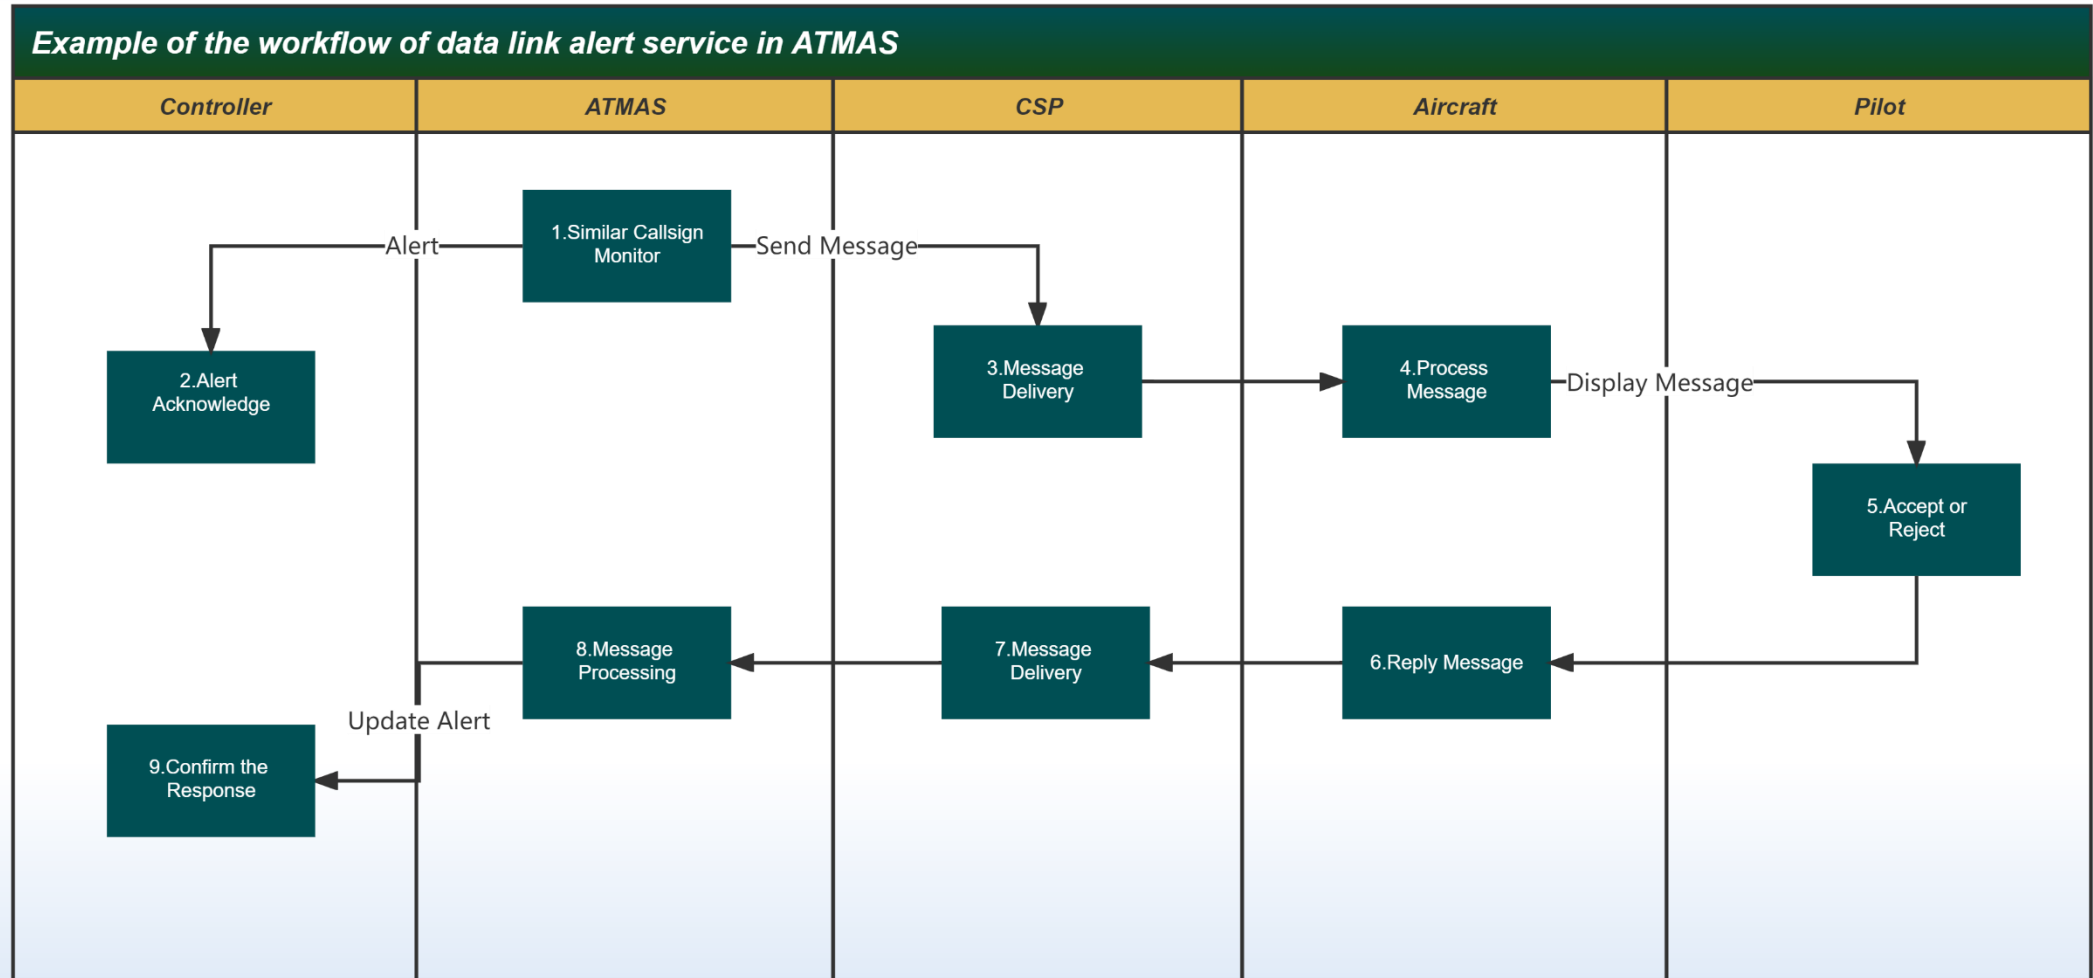 Example of the workflow of data link alert service in ATMAS
Controller
ATMAS
CSP
Aircraft
Pilot
1.Similar Callsign
Monitor
Alert
Send Message
2.Alert
Acknowledge
3.Message
Delivery
4.Process
Message
Display Message
5.Accept or
Reject
6.Reply Message
7.Message
Delivery
8.Message
Processing
Update Alert
9.Confirm the
Response